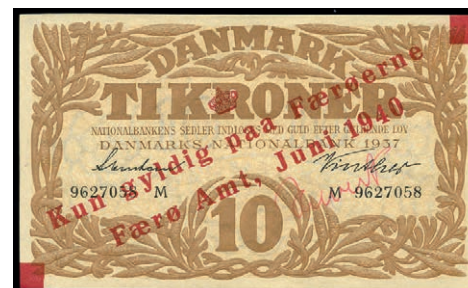 DANMARK
TI KRONER
NATIONALBANKENS SEDLER INDLØSES MED GULD EFTER GÆLDENDE LOV
DANMARKS NATIONALBANK 1937
9627058 M
M 9627058
10
Kun gyldig paa Færøerne
Færø Amt, Juni 1940